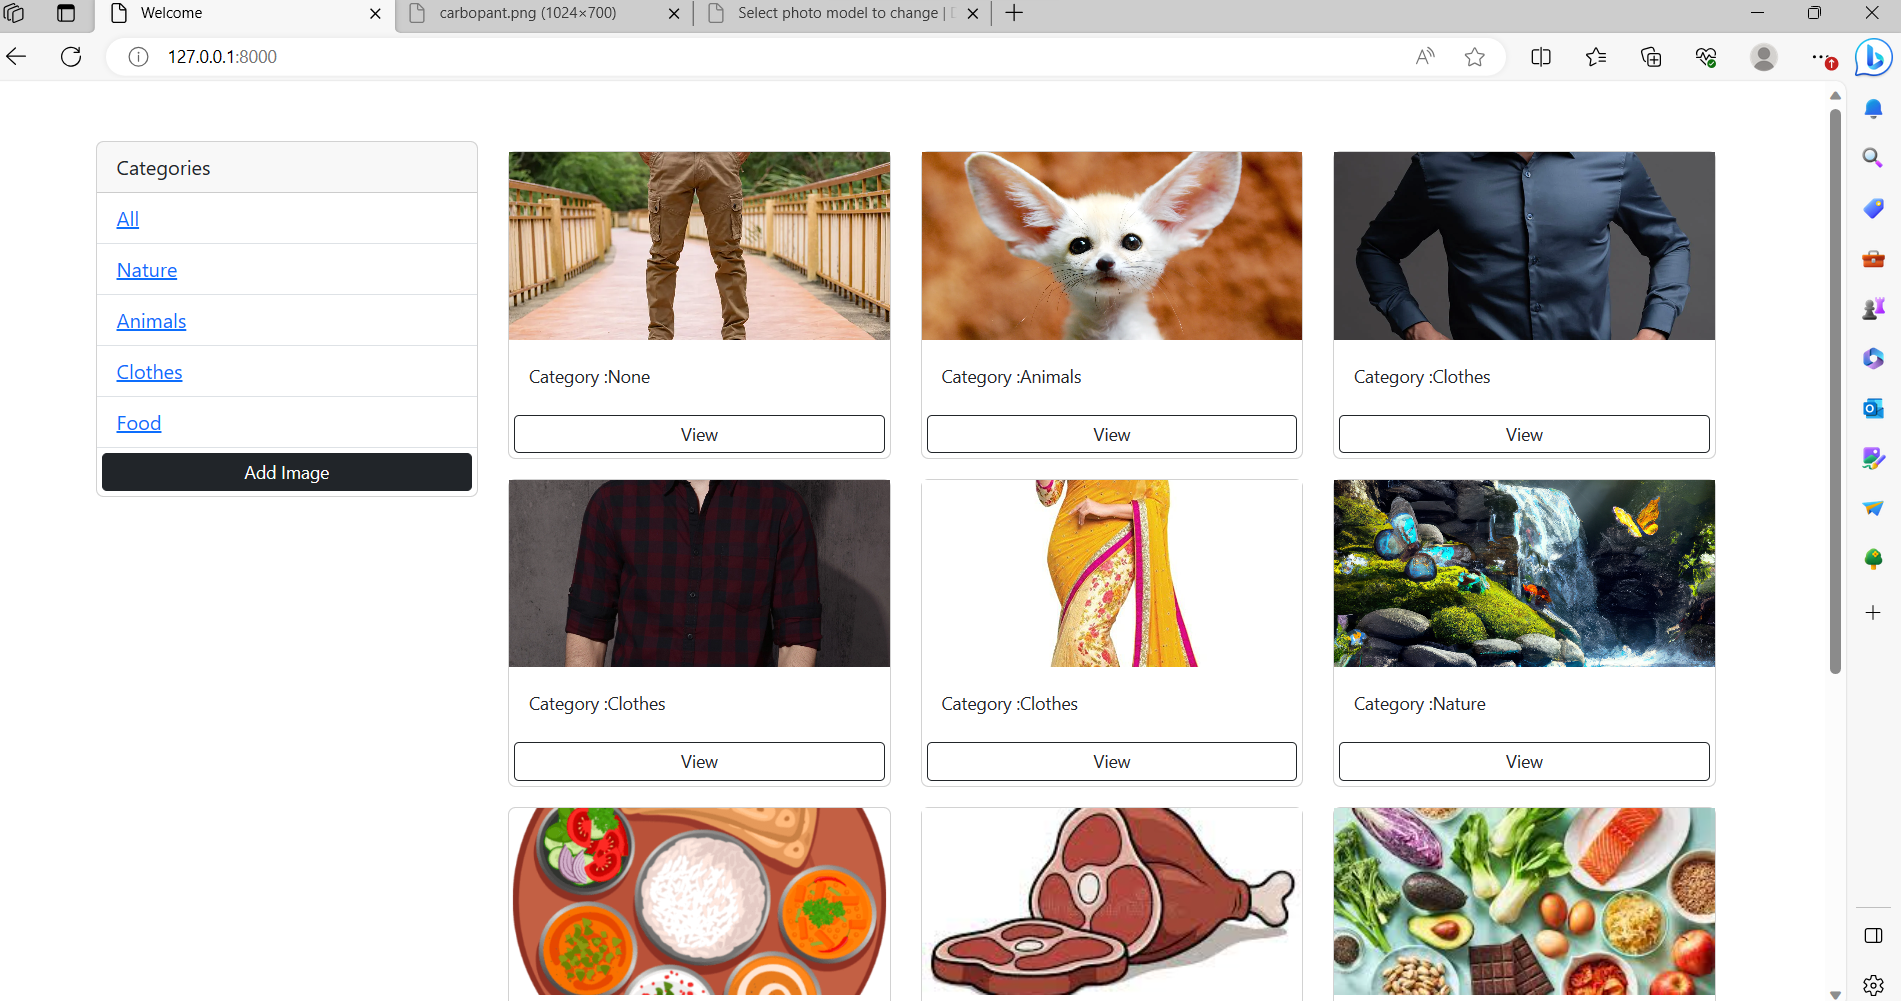 Welcome
carbopant.png (1024×700)
Select photo model to change |
127.0.0.1:8000
Categories
All
Nature
Animals
Clothes
Food
Add Image
Category :None
Category :Animals
Category :Clothes
View
View
View
Category :Clothes
Category :Clothes
Category :Nature
View
View
View